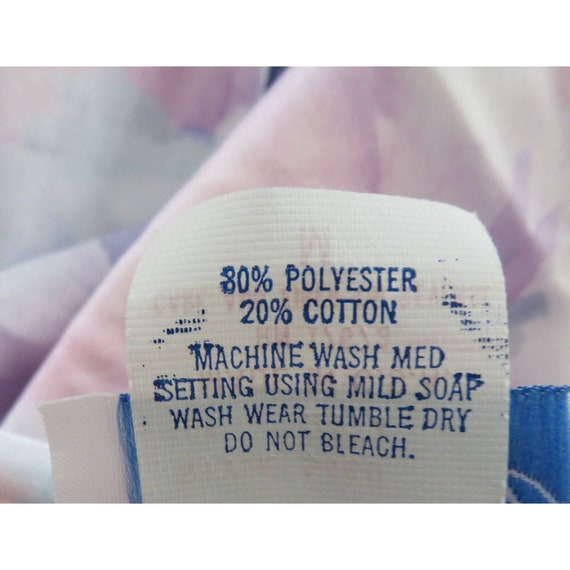 80% POLYESTER
20% COTTON
MACHINE WASH MED
SETTING USING MILD SOAP
WASH WEAR TUMBLE DRY
DO NOT BLEACH.